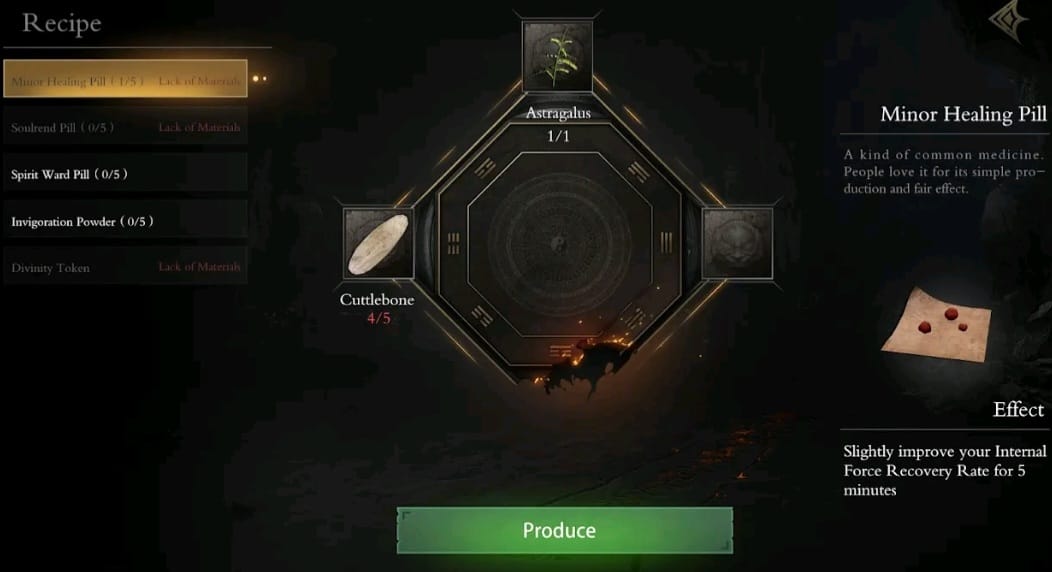 Recipe
Minor Healing Pill ( 1/5 ) Lack of Materials
Soulrend Pill ( 0/5 ) Lack of Materials
Spirit Ward Pill ( 0/5 )
Invigoration Powder ( 0/5 )
Divinity Token Lack of Materials
Astragalus
1/1
Cuttlebone
4/5
Produce
Minor Healing Pill
A kind of common medicine.
People love it for its simple pro-
duction and fair effect.
Effect
Slightly improve your Internal
Force Recovery Rate for 5
minutes